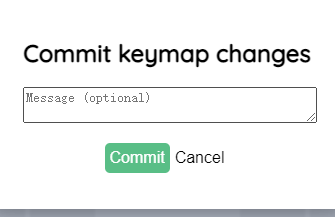 Commit keymap changes
Message (optional)
Commit Cancel